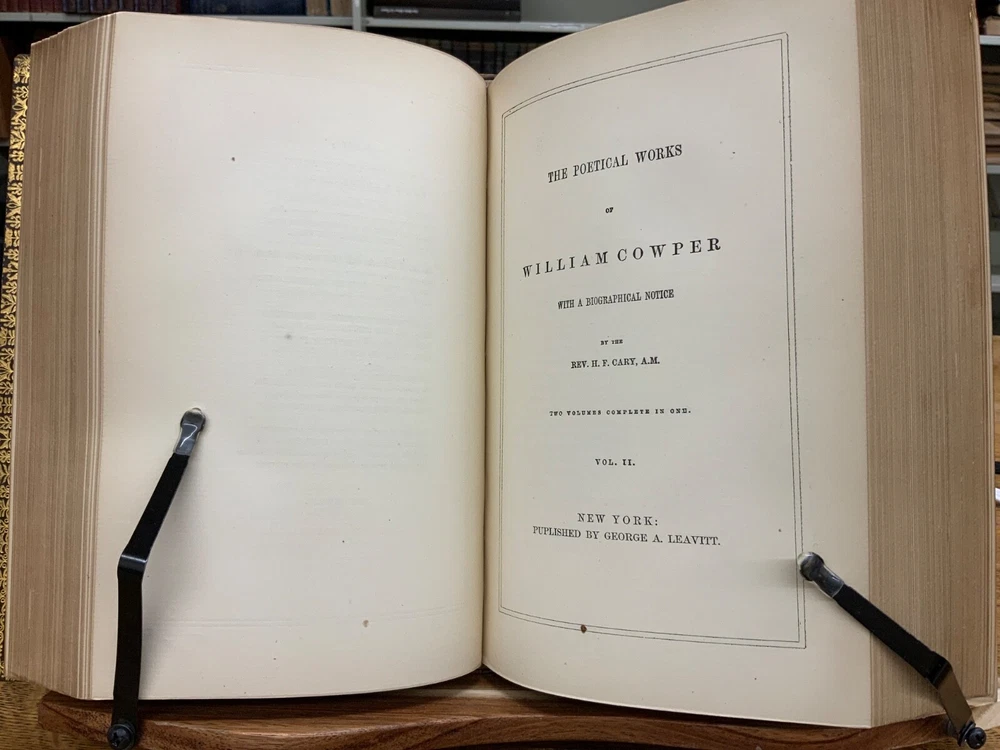 THE POETICAL WORKS
OF
WILLIAM COWPER
WITH A BIOGRAPHICAL NOTICE
BY THE
REV. H. F. CARY, A.M.
TWO VOLUMES COMPLETE IN ONE.
VOL. II.
NEW YORK:
PUPLISHED BY GEORGE A. LEAVITT.